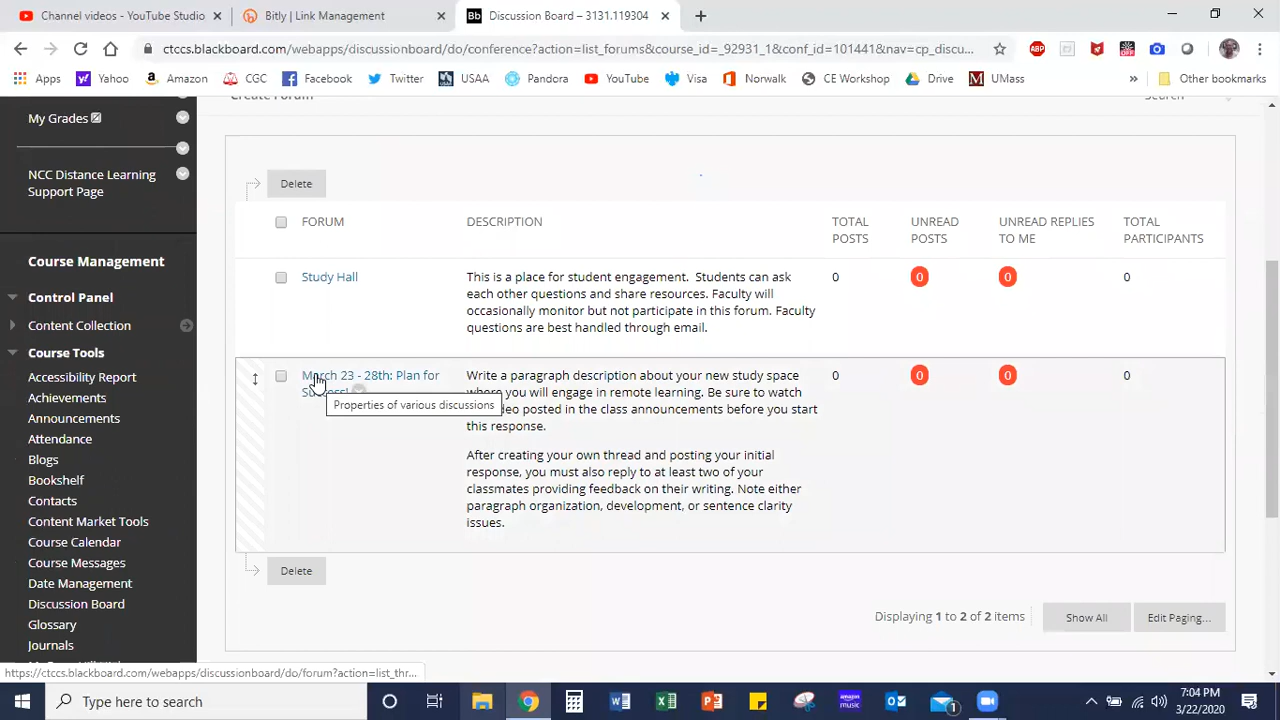 Channel videos - YouTube Studio
Bitly | Link Management
Bb Discussion Board – 3131.119304
ctccs.blackboard.com/webapps/discussionboard/do/conference?action=list_forums&course_id=_92931_1&conf_id=101441&nav=cp_discu...
ABP
OFF
Apps
Yahoo
Amazon
CGC
Facebook
Twitter
USAA
Pandora
YouTube
Visa
Norwalk
CE Workshop
Drive
UMass
»
Other bookmarks
Create Forum
Search
My Grades
NCC Distance Learning
Support Page
Course Management
Control Panel
Content Collection
Course Tools
Accessibility Report
Achievements
Announcements
Attendance
Blogs
Bookshelf
Contacts
Content Market Tools
Course Calendar
Course Messages
Date Management
Discussion Board
Glossary
Journals
Delete
FORUM
DESCRIPTION
TOTAL
POSTS
UNREAD
POSTS
UNREAD REPLIES
TO ME
TOTAL
PARTICIPANTS
Study Hall
This is a place for student engagement. Students can ask
each other questions and share resources. Faculty will
occasionally monitor but not participate in this forum. Faculty
questions are best handled through email.
0
0
0
0
March 23 - 28th: Plan for
Write a paragraph description about your new study space
where you will engage in remote learning. Be sure to watch
posted in the class announcements before you start
this response.
After creating your own thread and posting your initial
response, you must also reply to at least two of your
classmates providing feedback on their writing. Note either
paragraph organization, development, or sentence clarity
issues.
0
0
0
0
Properties of various discussions
Delete
Displaying 1 to 2 of 2 items
Show All
Edit Paging...
https://ctccs.blackboard.com/webapps/discussionboard/do/forum?action=list_thr...
Type here to search
amazon
music
1
7:04 PM
3/22/2020